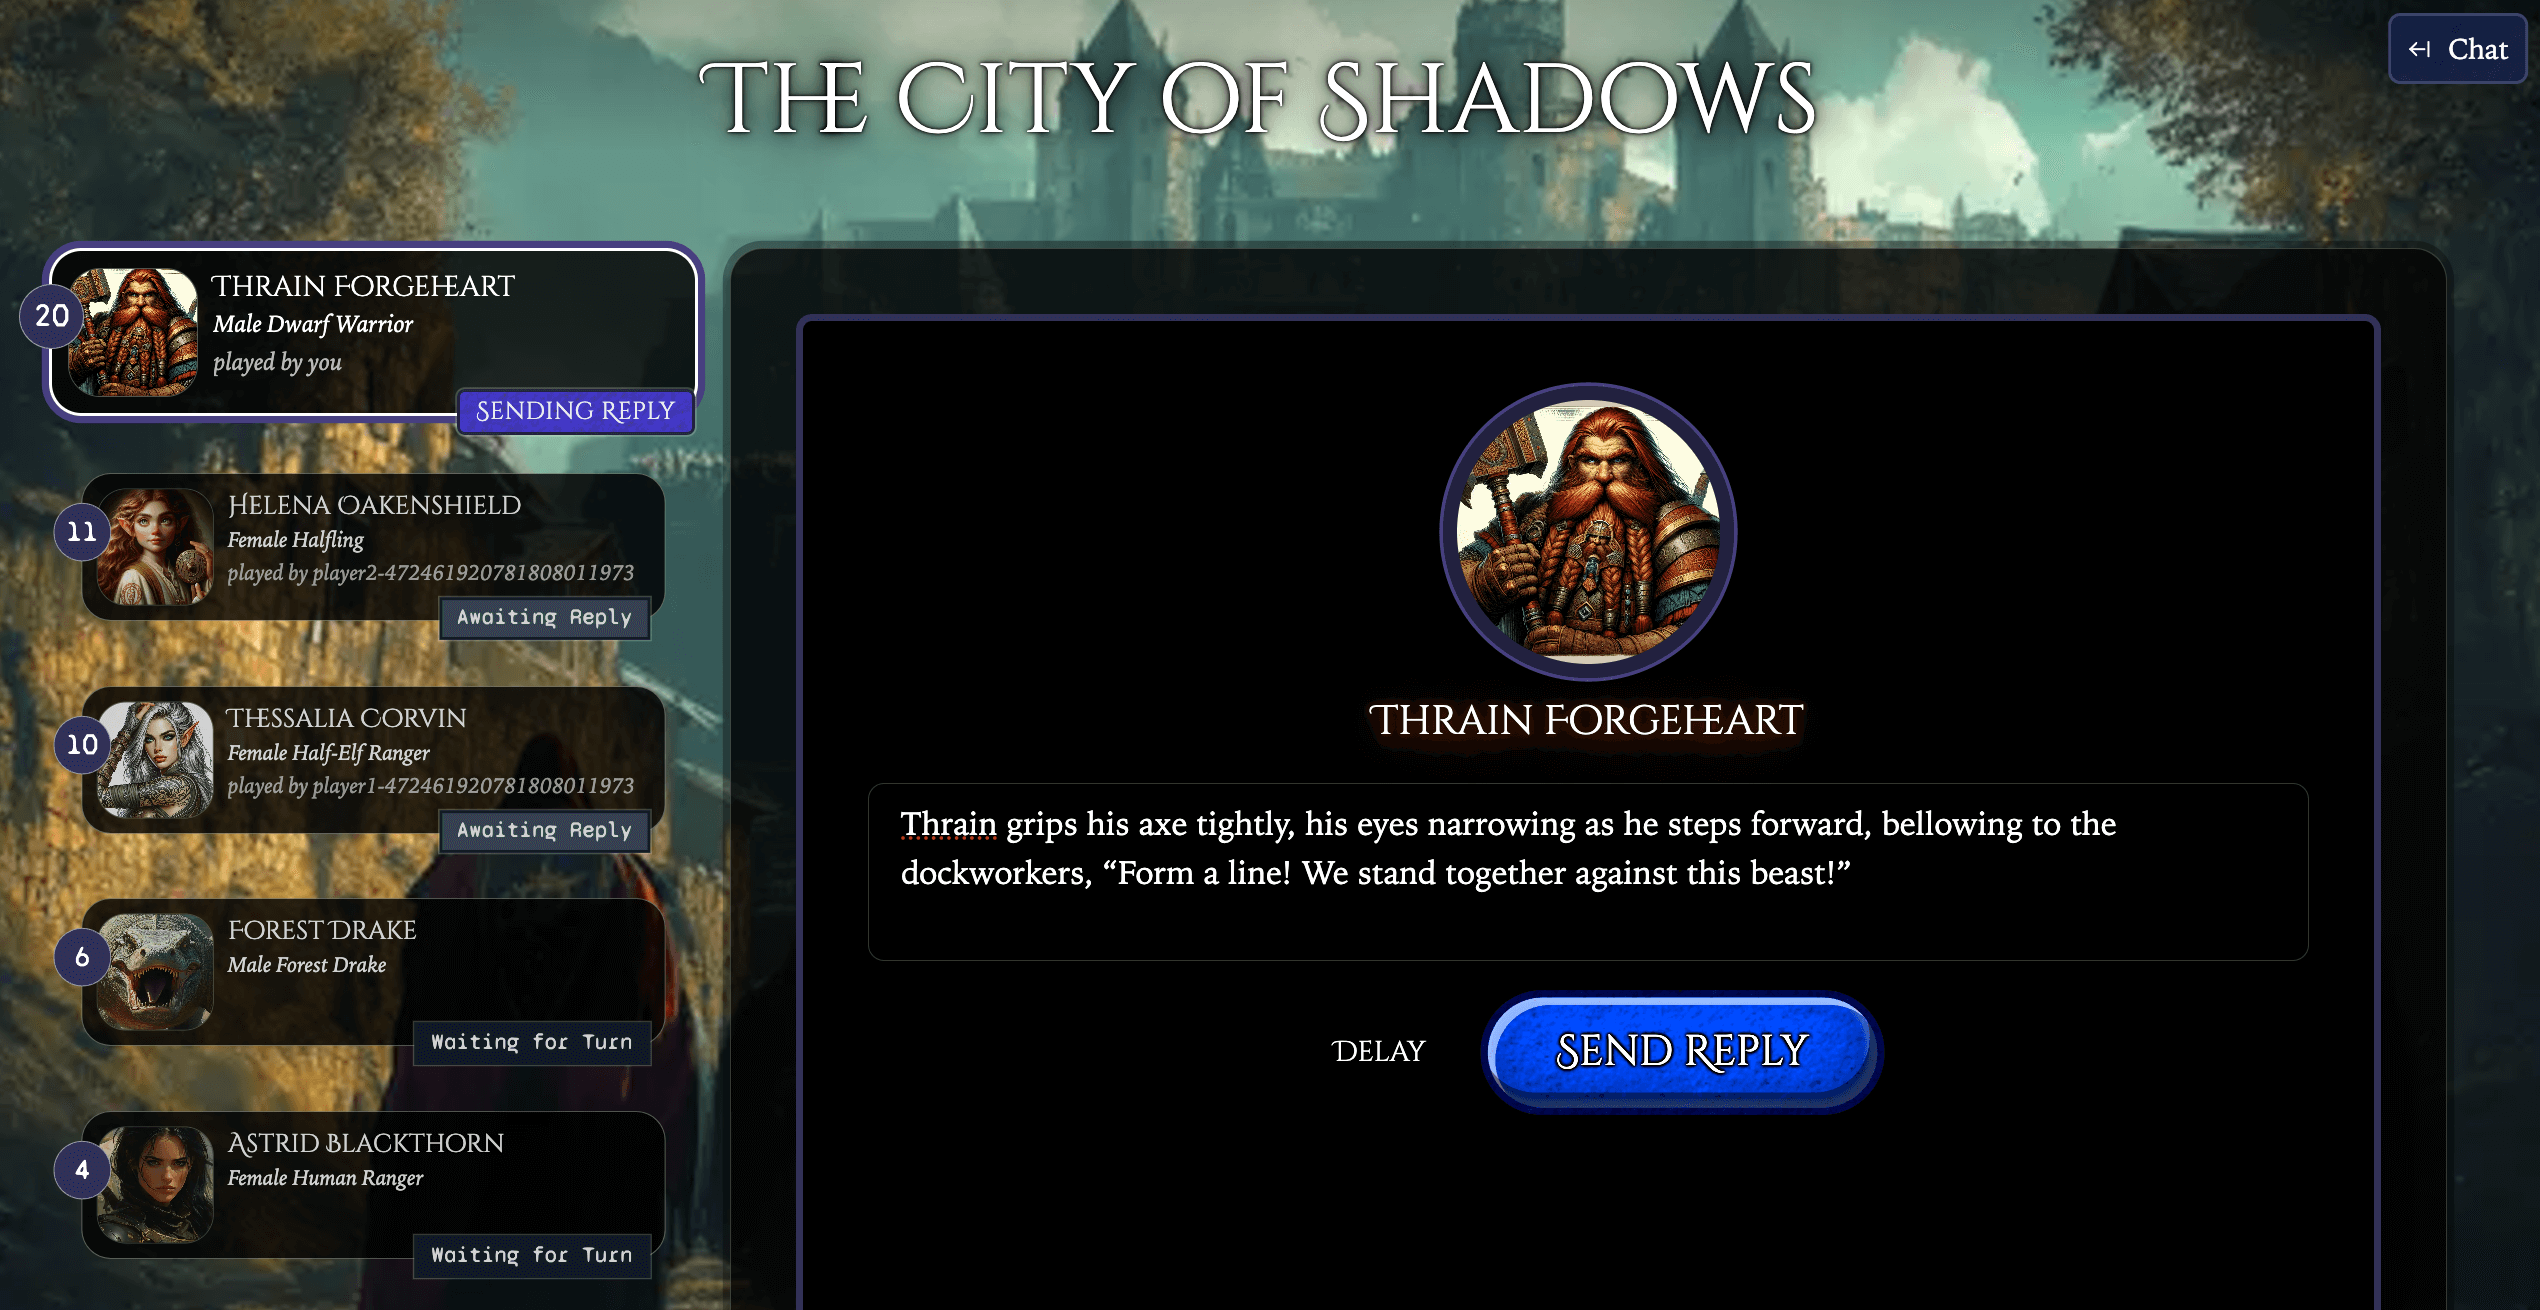 The City of Shadows
Chat
20
Thrain Forgeheart
Male Dwarf Warrior
played by you
Sending Reply
11
Helena Oakenshield
Female Halfling
played by player2-472461920781808011973
Awaiting Reply
10
Thessalia Corvin
Female Half-Elf Ranger
played by player1-472461920781808011973
Awaiting Reply
6
Forest Drake
Male Forest Drake
Waiting for Turn
4
Astrid Blackthorn
Female Human Ranger
Waiting for Turn
Thrain Forgeheart
Thrain grips his axe tightly, his eyes narrowing as he steps forward, bellowing to the
dockworkers, “Form a line! We stand together against this beast!”
Delay
Send Reply